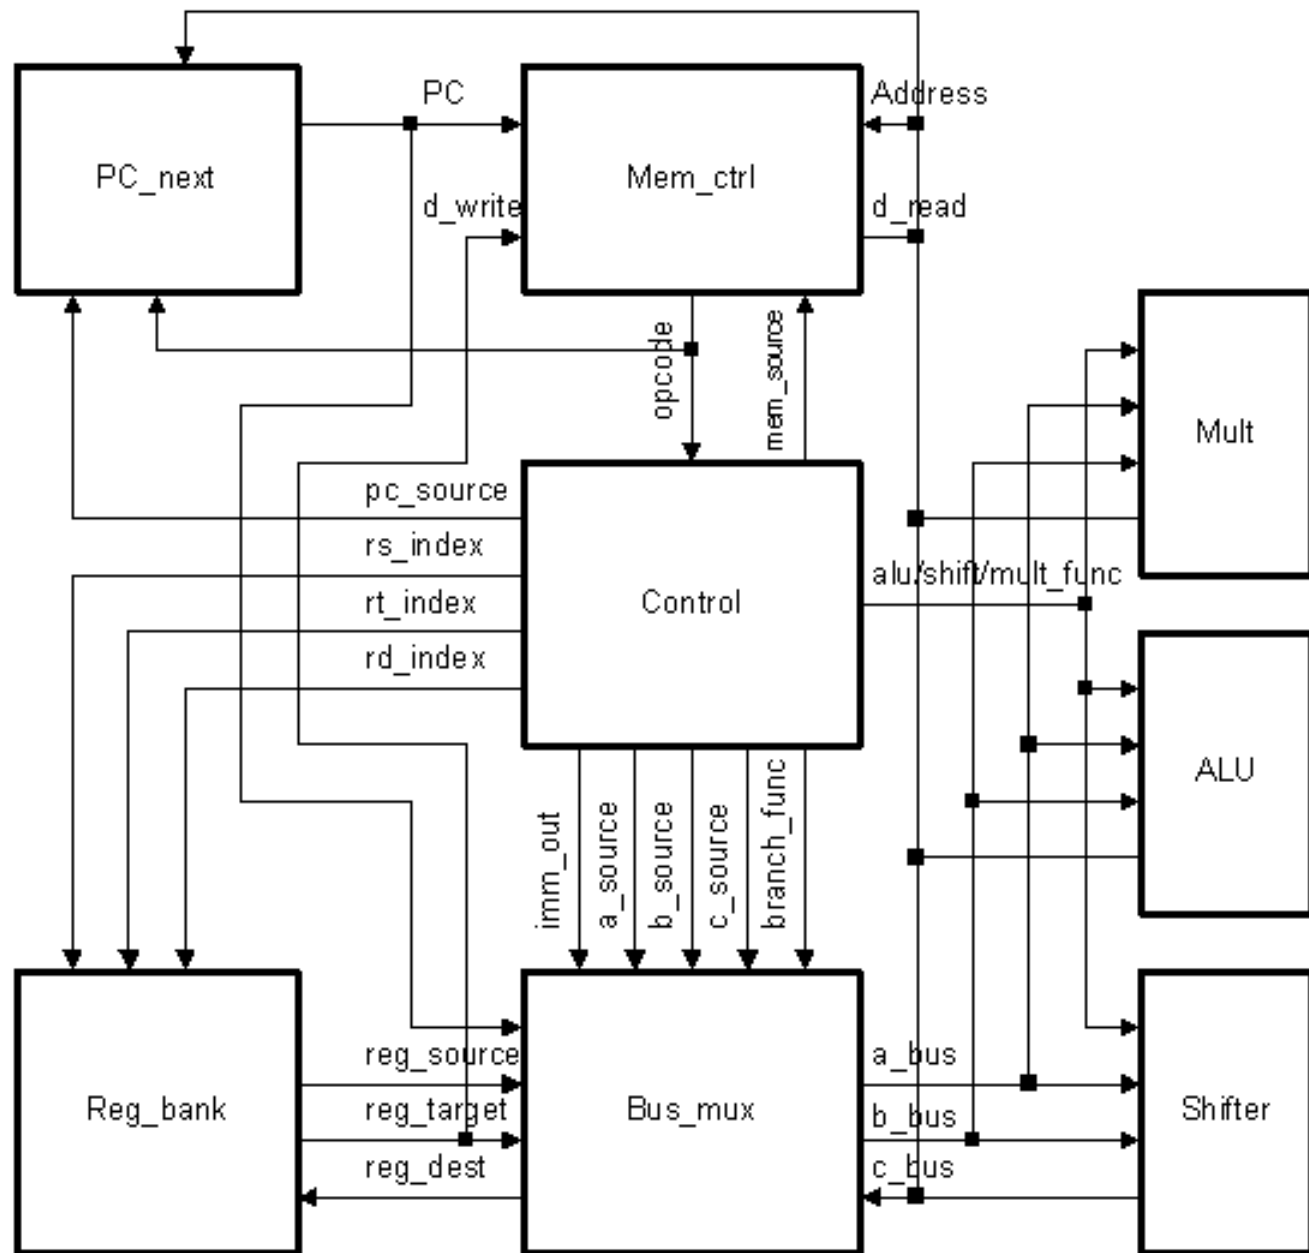 PC
Address
PC_next
Mem_ctrl
d_write
d_read
opcode
mem_source
Mult
pc_source
rs_index
alu/shift/mult_func
rt_index
Control
rd_index
ALU
imm_out
a_source
b_source
c_source
branch_func
reg_source
a_bus
Reg_bank
reg_target
Bus_mux
b_bus
Shifter
reg_dest
c_bus